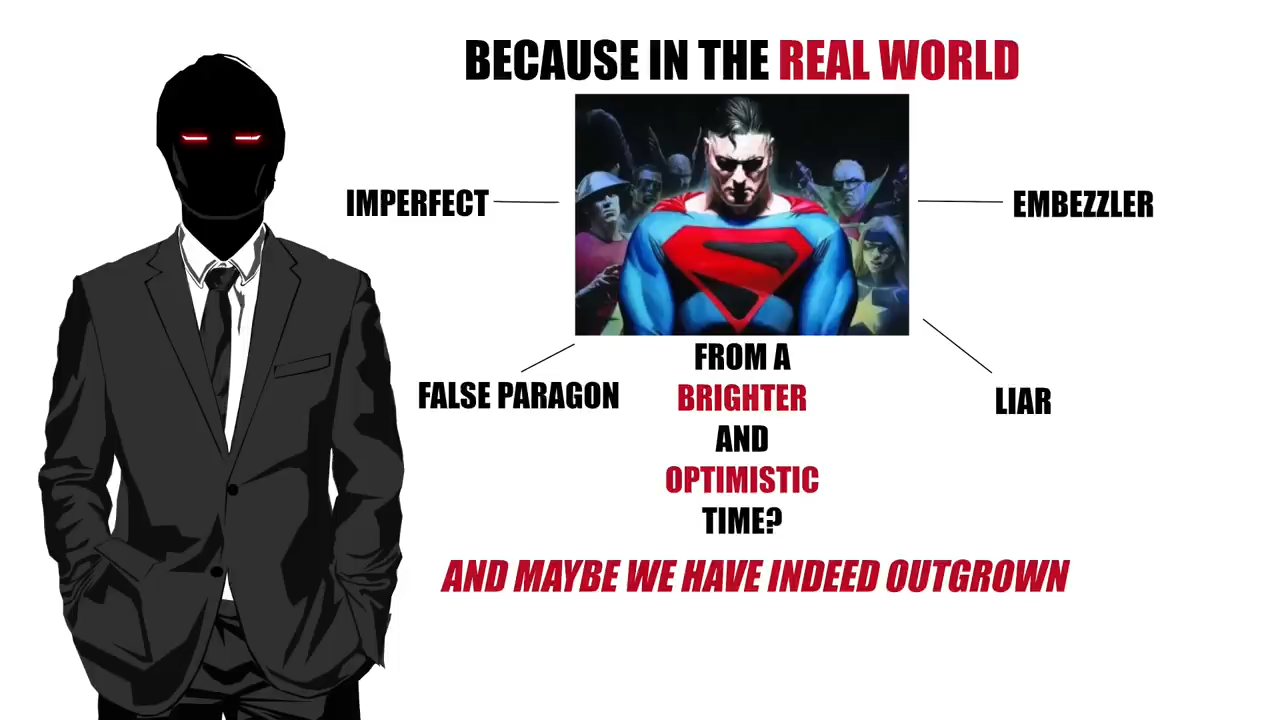 BECAUSE IN THE REAL WORLD
IMPERFECT
EMBEZZLER
FALSE PARAGON
LIAR
FROM A
BRIGHTER
AND
OPTIMISTIC
TIME?
AND MAYBE WE HAVE INDEED OUTGROWN